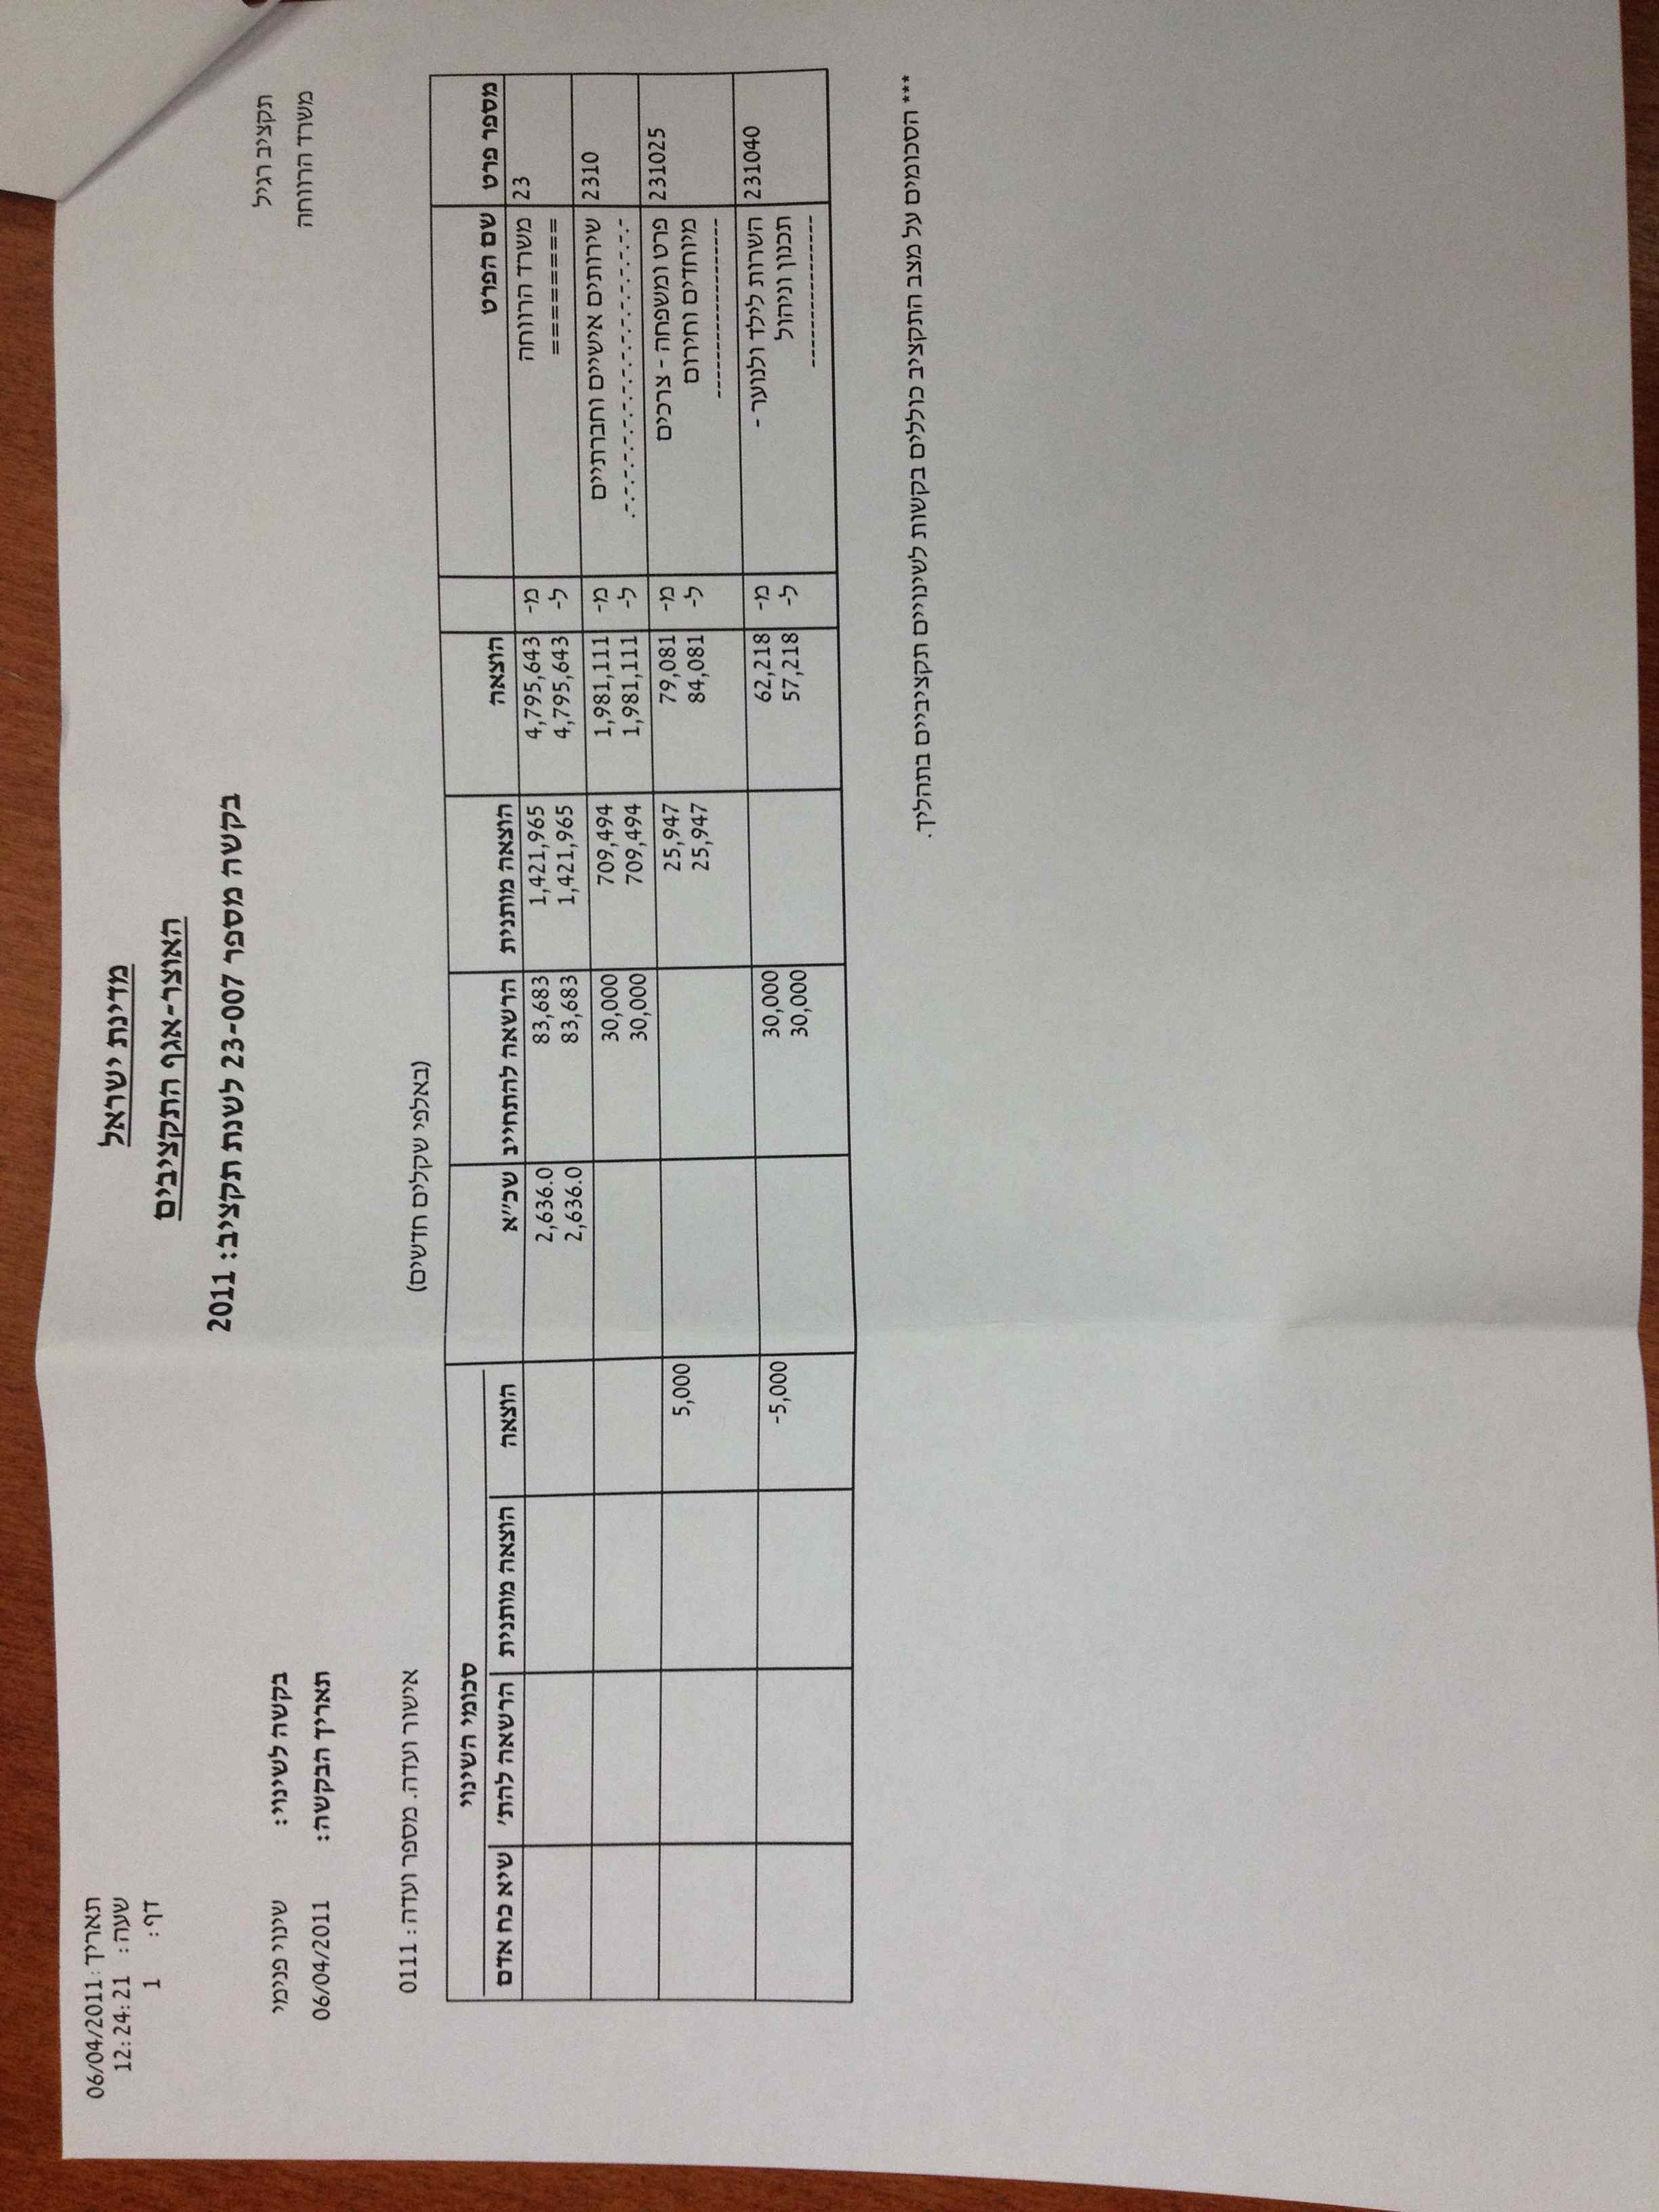 תאריך: 06/04/2011
שעה: 12:24:21
דף: 1
מדינת ישראל
האוצר-אגף התקציבים
בקשה מספר 23-007 לשנת תקציב: 2011
תקציב רגיל
משרד הרווחה
בקשה לשינוי: שינוי פנימי
תאריך הבקשה: 06/04/2011
(באלפי שקלים חדשים)
אישור ועדה. מספר ועדה: 0111
סכומי השינוי
מספר פרט שם הפרט הוצאה הוצאה מותנית הרשאה להתחייב שכ"א הוצאה הוצאה מותנית הרשאה להת' שיא כח אדם
23 משרד הרווחה מ- 4,795,643 1,421,965 83,683 2,636.0
======== ל- 4,795,643 1,421,965 83,683 2,636.0
2310 שירותים אישיים וחברתיים מ- 1,981,111 709,494 30,000
-.-.-.-.-.-.-.-.-.-.-.-. ל- 1,981,111 709,494 30,000
231025 פרט ומשפחה - צרכים מ- 79,081 25,947 5,000
מיוחדים וחירום ל- 84,081 25,947
------------------
231040 השרות לילד ולנוער - מ- 62,218 30,000 -5,000
תכנון וניהול ל- 57,218 30,000
---------------
*** הסכומים על מצב התקציב כוללים בקשות לשינויים תקציביים בתהליך.